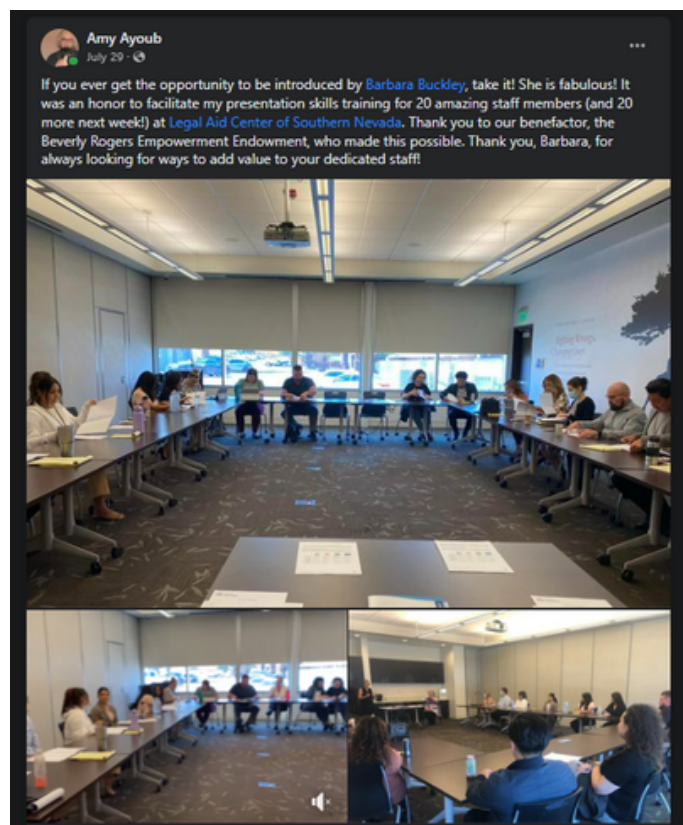 Amy Ayoub
July 29 ·
If you ever get the opportunity to be introduced by Barbara Buckley, take it! She is fabulous! It
was an honor to facilitate my presentation skills training for 20 amazing staff members (and 20
more next week!) at Legal Aid Center of Southern Nevada. Thank you to our benefactor, the
Beverly Rogers Empowerment Endowment, who made this possible. Thank you, Barbara, for
always looking for ways to add value to your dedicated staff!